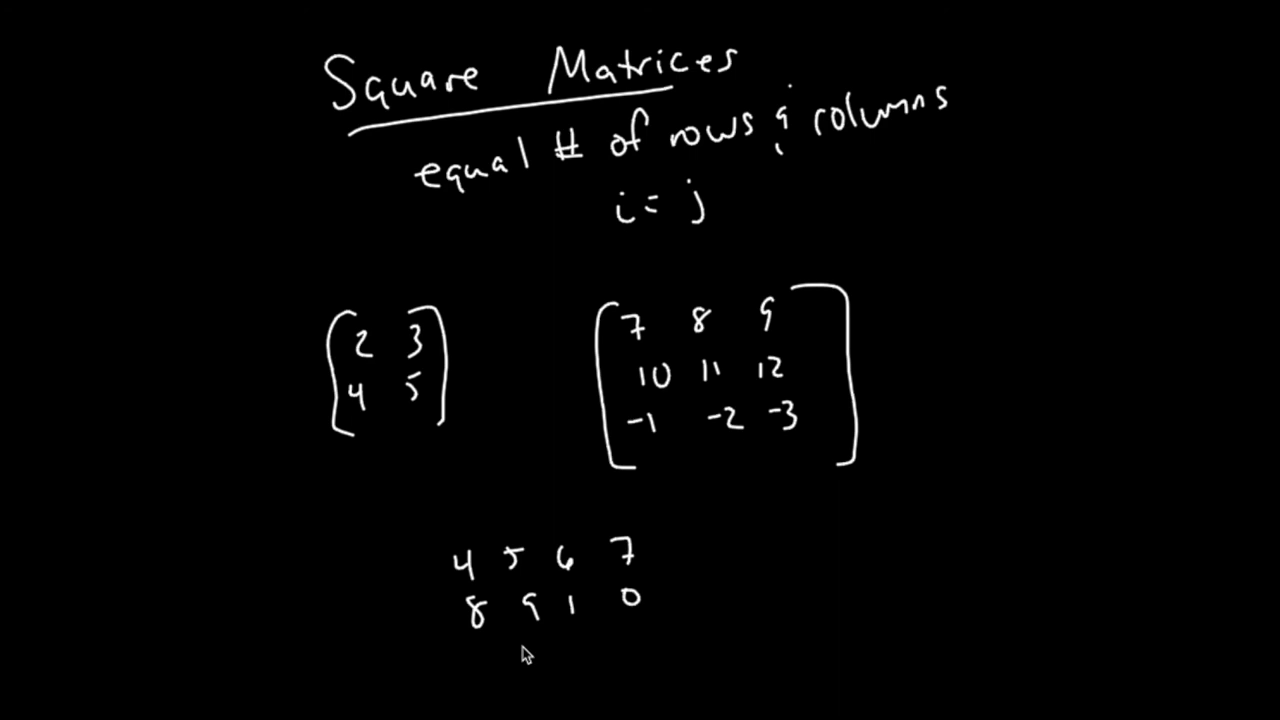 Square Matrices
equal # of rows & columns
i = j
2 3
4 5
7 8 9
10 11 12
-1 -2 -3
4 5 6 7
8 9 1 0